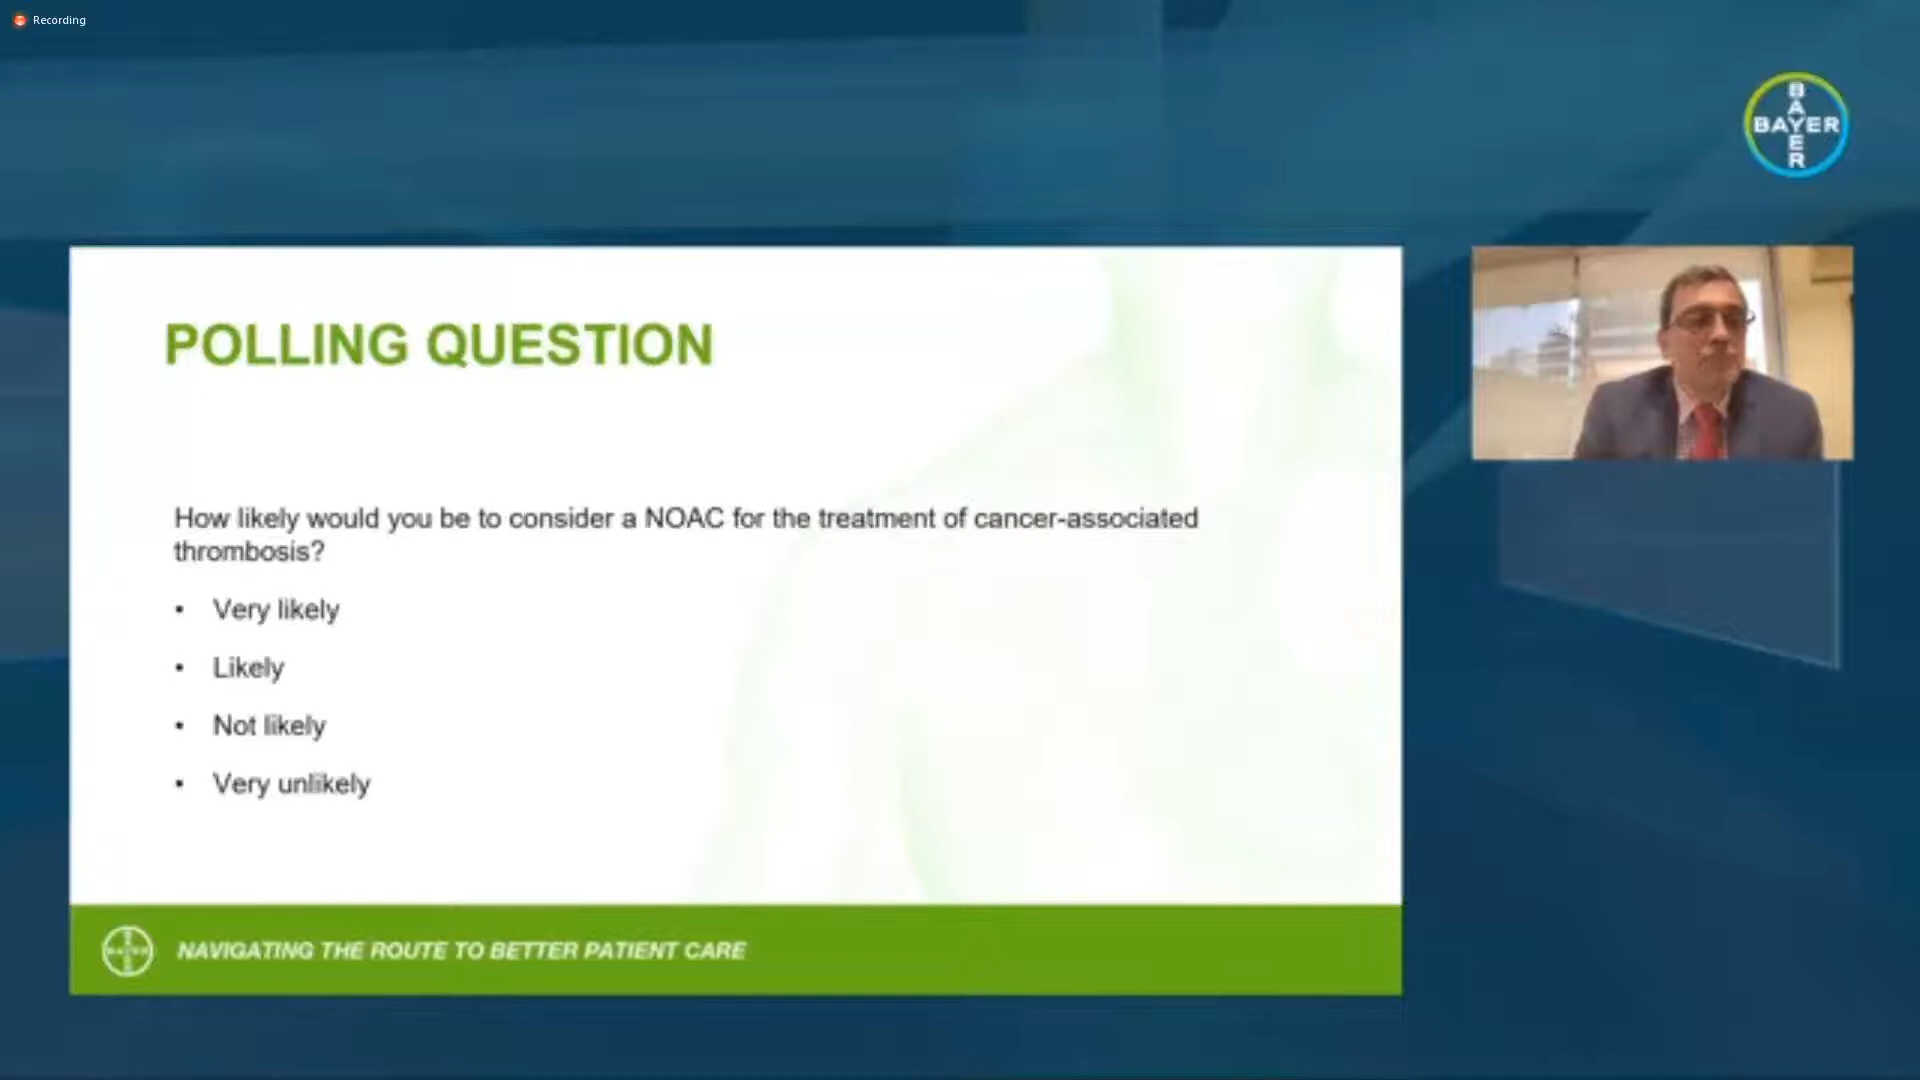 Recording
BAYER
BAYER
POLLING QUESTION
How likely would you be to consider a NOAC for the treatment of cancer-associated
thrombosis?
• Very likely
• Likely
• Not likely
• Very unlikely
BAYER
NAVIGATING THE ROUTE TO BETTER PATIENT CARE